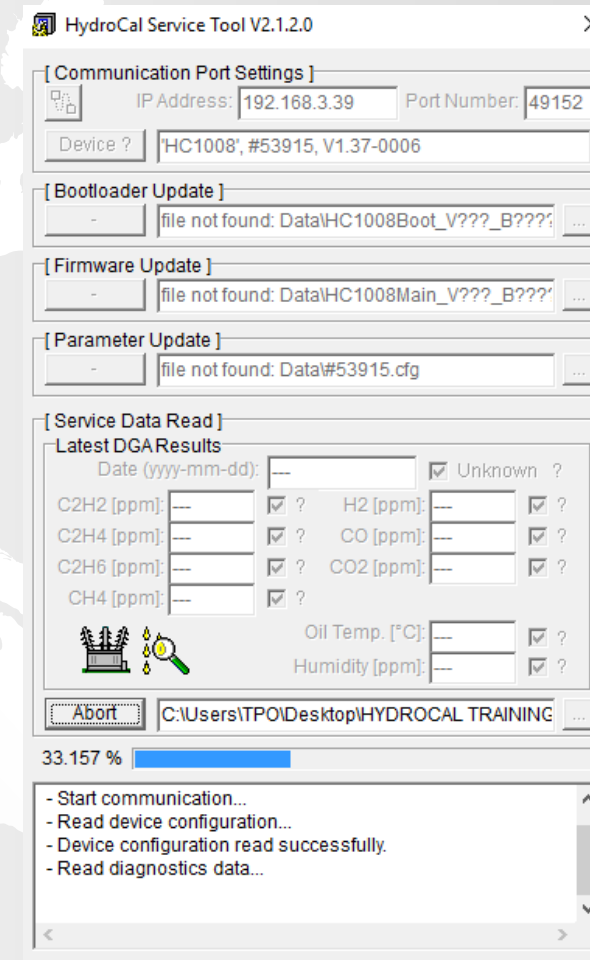 HydroCal Service Tool V2.1.2.0
[ Communication Port Settings ]
IP Address: 192.168.3.39 Port Number: 49152
Device ? 'HC1008', #53915, V1.37-0006
[ Bootloader Update ]
- file not found: Data\HC1008Boot_V???_B???? ...
[ Firmware Update ]
- file not found: Data\HC1008Main_V???_B???? ...
[ Parameter Update ]
- file not found: Data\#53915.cfg ...
[ Service Data Read ]
Latest DGA Results
Date (yyyy-mm-dd): --- Unknown ?
C2H2 [ppm]: --- ? H2 [ppm]: --- ?
C2H4 [ppm]: --- ? CO [ppm]: --- ?
C2H6 [ppm]: --- ? CO2 [ppm]: --- ?
CH4 [ppm]: --- ?
Oil Temp. [°C]: --- ?
Humidity [ppm]: --- ?
Abort C:\Users\TPO\Desktop\HYDROCAL TRAINING ...
33.157 %
- Start communication...
- Read device configuration...
- Device configuration read successfully.
- Read diagnostics data...